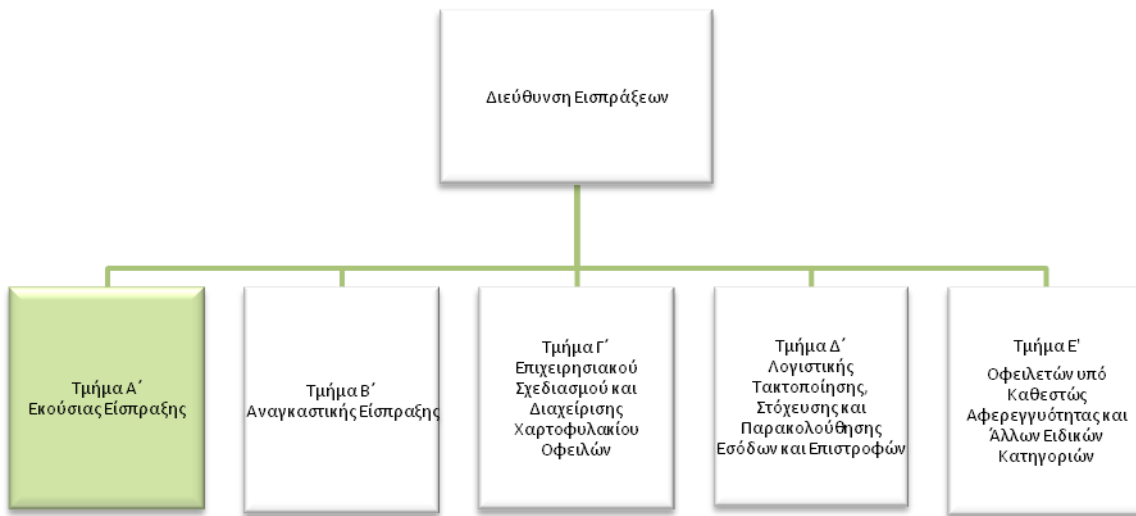 Διεύθυνση Εισπράξεων
Τμήμα Α΄
Εκούσιας Είσπραξης
Τμήμα Β΄
Αναγκαστικής Είσπραξης
Τμήμα Γ΄
Επιχειρησιακού
Σχεδιασμού και
Διαχείρισης
Χαρτοφυλακίου
Οφειλών
Τμήμα Δ΄
Λογιστικής
Τακτοποίησης,
Στόχευσης και
Παρακολούθησης
Εσόδων και Επιστροφών
Τμήμα Ε'
Οφειλετών υπό
Καθεστώς
Αφερεγγυότητας και
Άλλων Ειδικών
Κατηγοριών